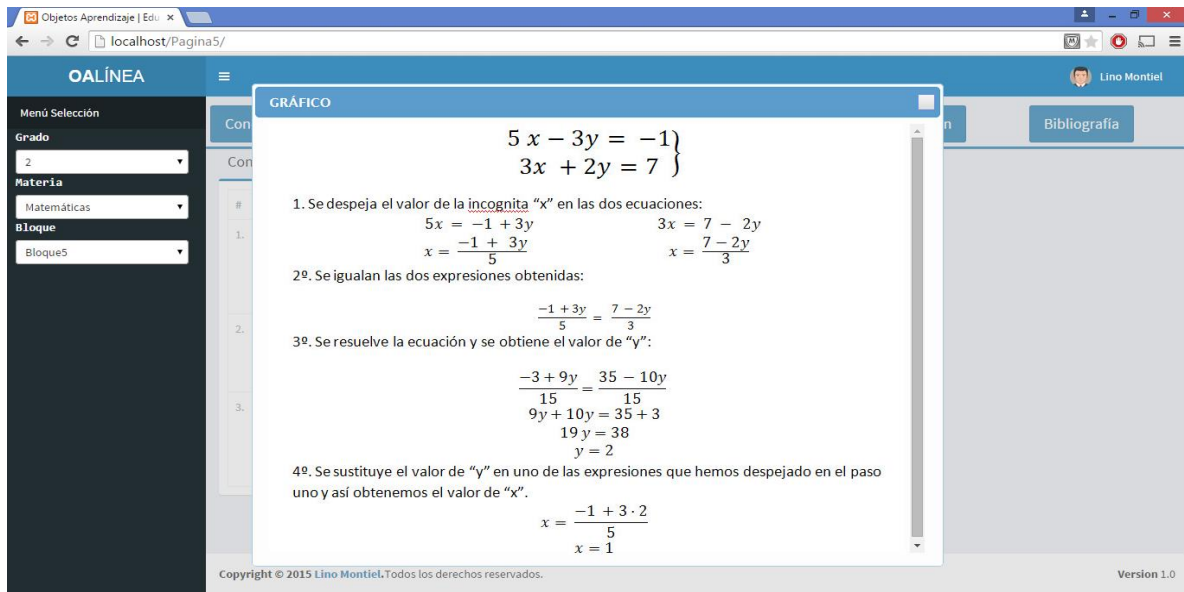 Objetos Aprendizaje | Edu
localhost/Pagina5/
OALÍNEA
Lino Montiel
Menú Selección
Grado
2
Materia
Matemáticas
Bloque
Bloque5
Con
n
Bibliografía
Con
#
1.
2.
3.
GRÁFICO
5 x − 3y = −1}
3x + 2y = 7
1. Se despeja el valor de la incognita “x” en las dos ecuaciones:
5x = −1 + 3y 3x = 7 − 2y
x = (−1 + 3y)/5 x = (7 − 2y)/3
2º. Se igualan las dos expresiones obtenidas:
(−1 + 3y)/5 = (7 − 2y)/3
3º. Se resuelve la ecuación y se obtiene el valor de “y”:
(−3 + 9y)/15 = (35 − 10y)/15
9y + 10y = 35 + 3
19 y = 38
y = 2
4º. Se sustituye el valor de “y” en uno de las expresiones que hemos despejado en el paso
uno y así obtenemos el valor de “x”.
x = (−1 + 3 · 2)/5
x = 1
Copyright © 2015 Lino Montiel. Todos los derechos reservados.
Version 1.0